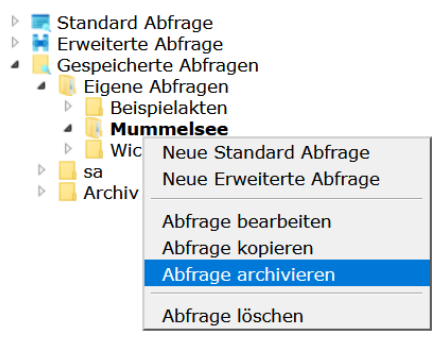 Standard Abfrage
Erweiterte Abfrage
Gespeicherte Abfragen
Eigene Abfragen
Beispielakten
Mummelsee
Wic
sa
Archiv
Neue Standard Abfrage
Neue Erweiterte Abfrage
Abfrage bearbeiten
Abfrage kopieren
Abfrage archivieren
Abfrage löschen